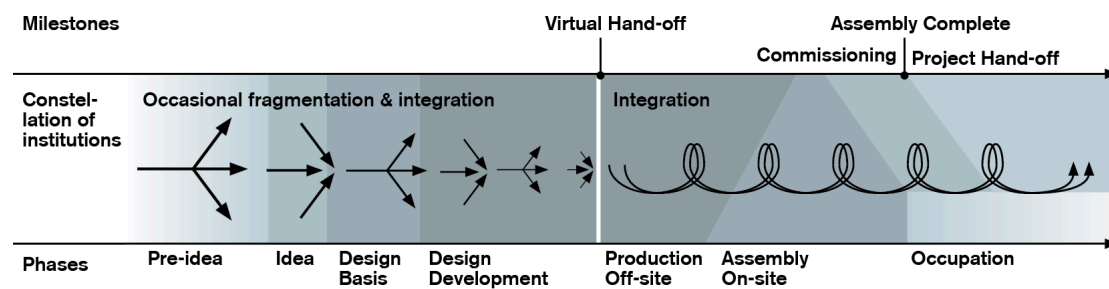 Milestones
Virtual Hand-off
Assembly Complete
Commissioning
Project Hand-off
Constel-
lation of
institutions
Occasional fragmentation & integration
Integration
Phases
Pre-idea
Idea
Design
Basis
Design
Development
Production
Off-site
Assembly
On-site
Occupation